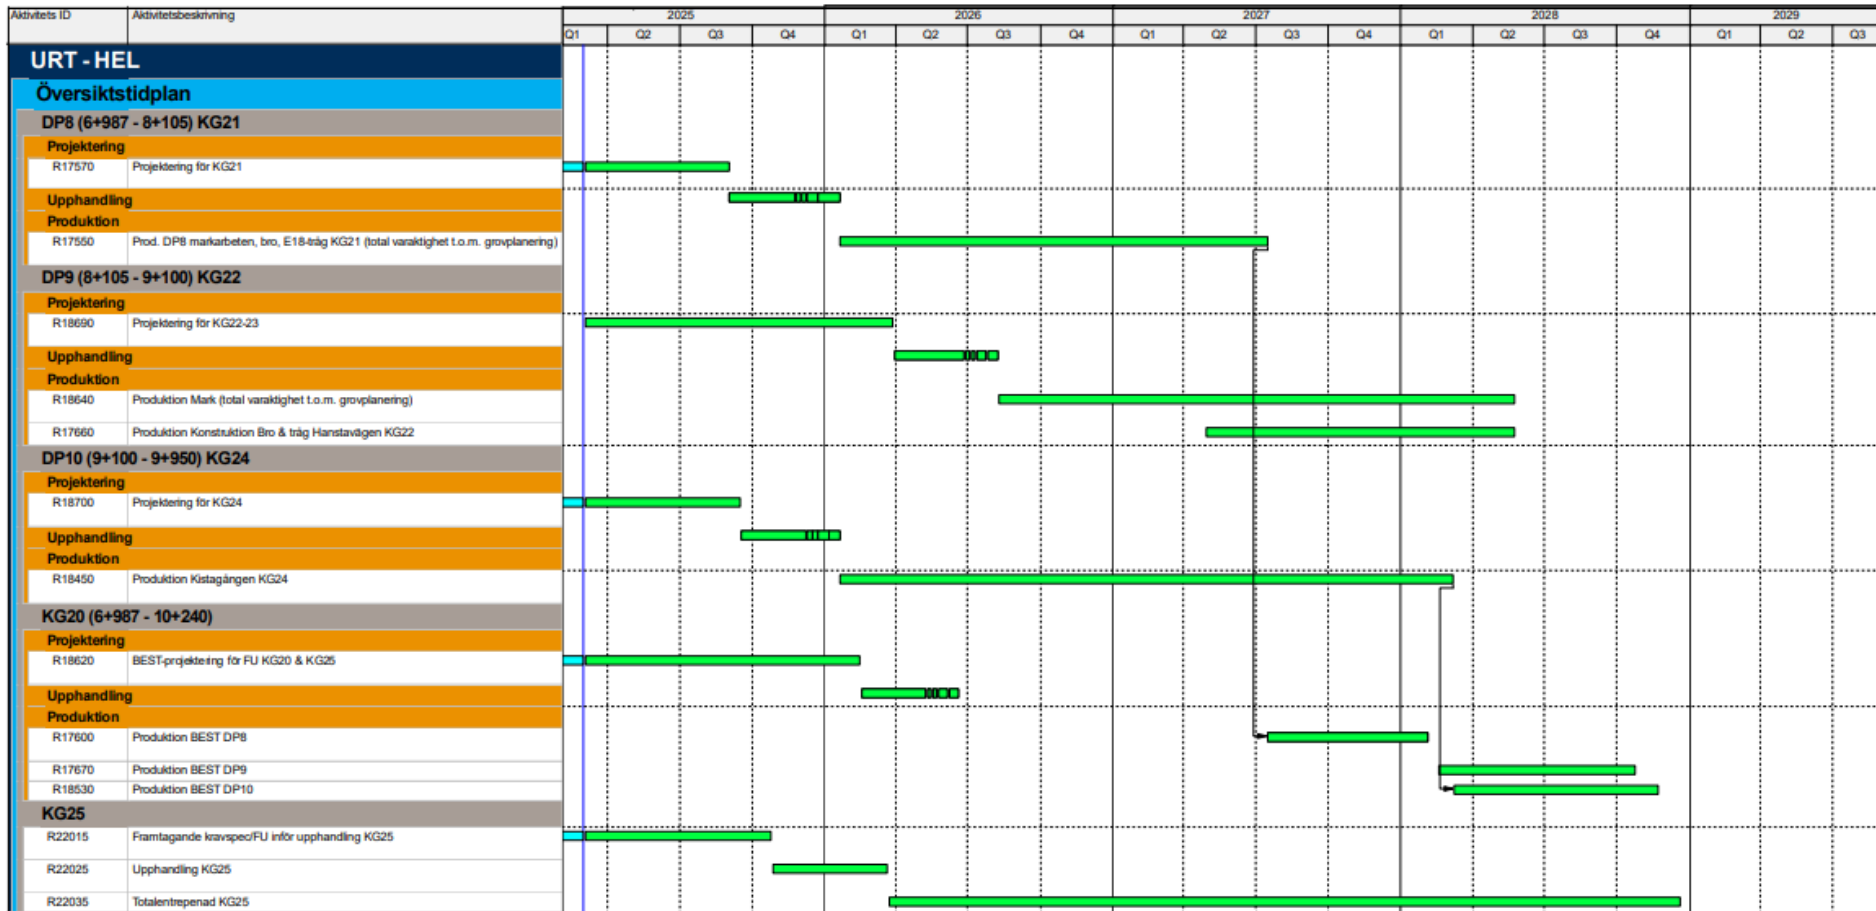 Aktivitets ID Aktivitetsbeskrivning 2025 2026 2027 2028 2029
Q1 Q2 Q3 Q4 Q1 Q2 Q3 Q4 Q1 Q2 Q3 Q4 Q1 Q2 Q3 Q4 Q1 Q2 Q3
URT - HEL
Översiktstidplan
DP8 (6+987 - 8+105) KG21
Projektering
R17570 Projektering för KG21
Upphandling
Produktion
R17550 Prod. DP8 markarbeten, bro, E18-tråg KG21 (total varaktighet t.o.m. grovplanering)
DP9 (8+105 - 9+100) KG22
Projektering
R18690 Projektering för KG22-23
Upphandling
Produktion
R18640 Produktion Mark (total varaktighet t.o.m. grovplanering)
R17660 Produktion Konstruktion Bro & tråg Hanstavägen KG22
DP10 (9+100 - 9+950) KG24
Projektering
R18700 Projektering för KG24
Upphandling
Produktion
R18450 Produktion Kistagången KG24
KG20 (6+987 - 10+240)
Projektering
R18620 BEST-projektering för FU KG20 & KG25
Upphandling
Produktion
R17600 Produktion BEST DP8
R17670 Produktion BEST DP9
R18530 Produktion BEST DP10
KG25
R22015 Framtagande kravspec/FU inför upphandling KG25
R22025 Upphandling KG25
R22035 Totalentrepenad KG25